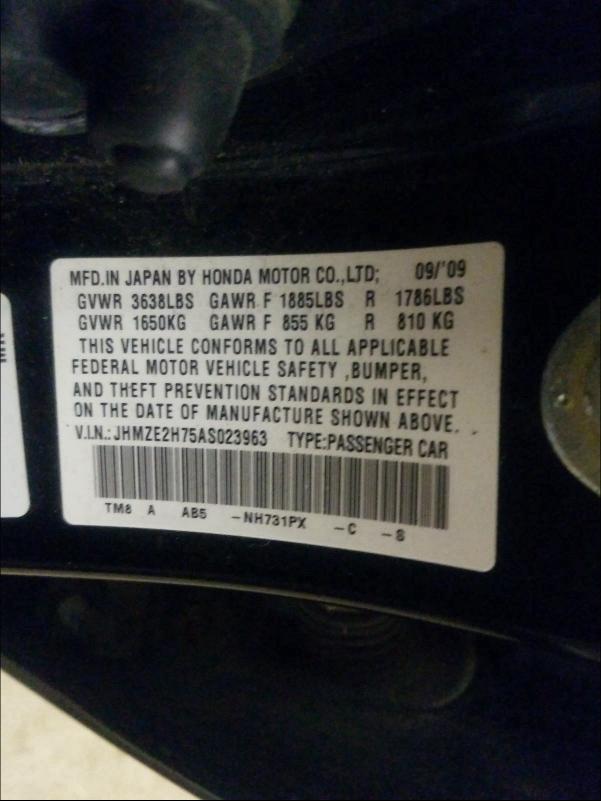 MFD.IN JAPAN BY HONDA MOTOR CO.,LTD; 09/'09
GVWR 3638LBS GAWR F 1885LBS R 1786LBS
GVWR 1650KG GAWR F 855 KG R 810 KG
THIS VEHICLE CONFORMS TO ALL APPLICABLE
FEDERAL MOTOR VEHICLE SAFETY ,BUMPER,
AND THEFT PREVENTION STANDARDS IN EFFECT
ON THE DATE OF MANUFACTURE SHOWN ABOVE.
V.I.N.: JHMZE2H75AS023963 TYPE:PASSENGER CAR
TM8 A AB5 -NH731PX -C -8